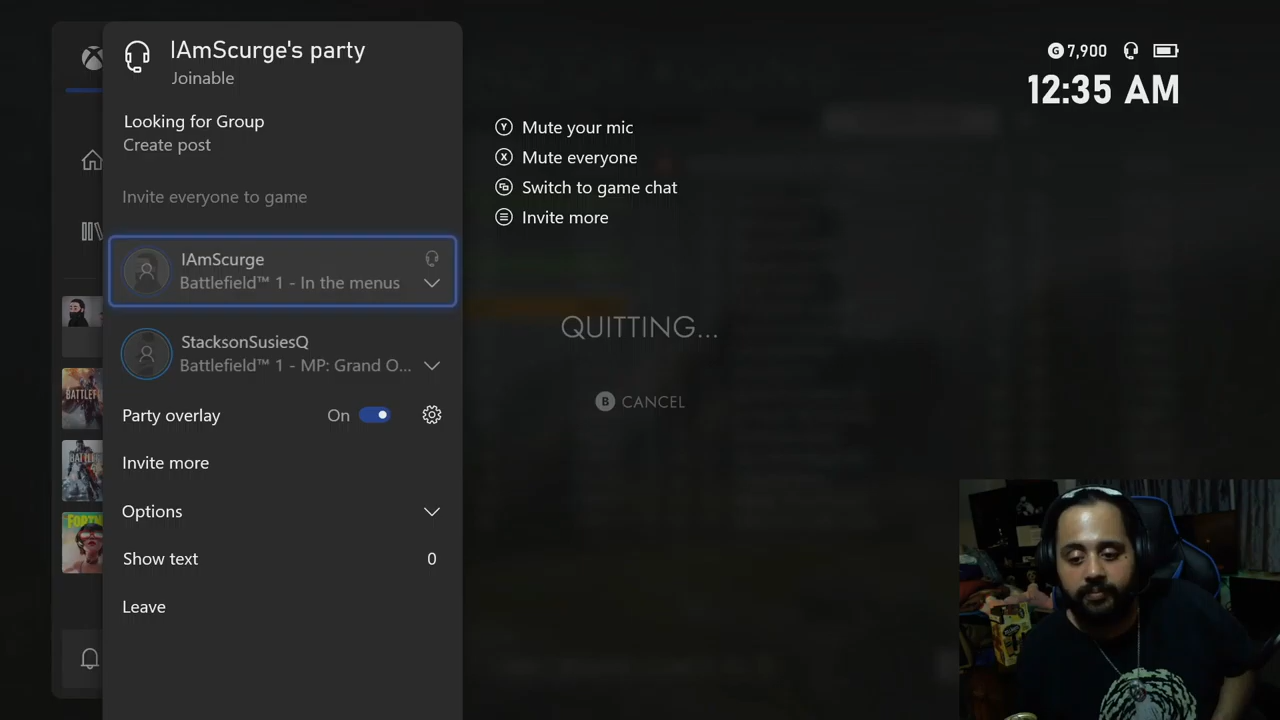 IAmScurge's party
Joinable
Looking for Group
Create post
Invite everyone to game
IAmScurge
Battlefield™ 1 - In the menus
StacksonSusiesQ
Battlefield™ 1 - MP: Grand O...
Party overlay On
Invite more
Options
Show text 0
Leave
Y Mute your mic
X Mute everyone
Switch to game chat
Invite more
QUITTING...
B CANCEL
G 7,900
12:35 AM